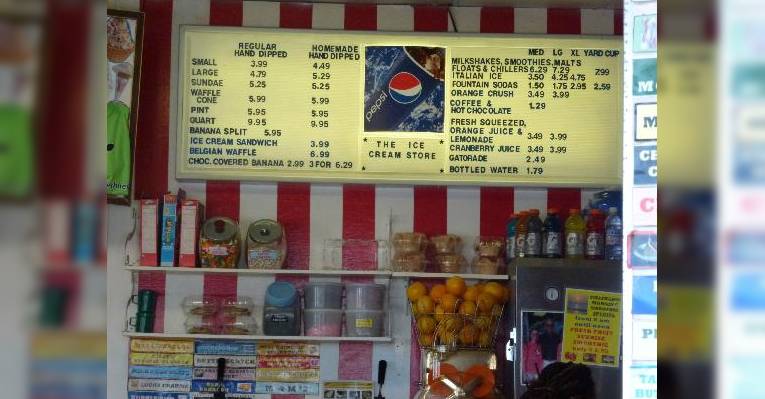 REGULAR
HAND DIPPED
HOMEMADE
HAND DIPPED
SMALL 3.99 4.49
LARGE 4.79 5.29
SUNDAE 5.25 5.25
WAFFLE
CONE 5.99 5.99
PINT 5.95 5.95
QUART 9.95 9.95
BANANA SPLIT 5.95
ICE CREAM SANDWICH 3.99
BELGIAN WAFFLE 6.99
CHOC. COVERED BANANA 2.99 3 FOR 6.29
pepsi
THE ICE
CREAM STORE
MED LG XL YARD CUP
MILKSHAKES, SMOOTHIES, MALTS
FLOATS & CHILLERS 6.29 7.29 7.99
ITALIAN ICE 3.50 4.25 4.75
FOUNTAIN SODAS 1.50 1.75 2.95 2.59
ORANGE CRUSH 3.49 3.99
COFFEE &
HOT CHOCOLATE 1.29
FRESH SQUEEZED,
ORANGE JUICE &
LEMONADE 3.49 3.99
CRANBERRY JUICE 3.49 3.99
GATORADE 2.49
BOTTLED WATER 1.79
FRESH FRUIT